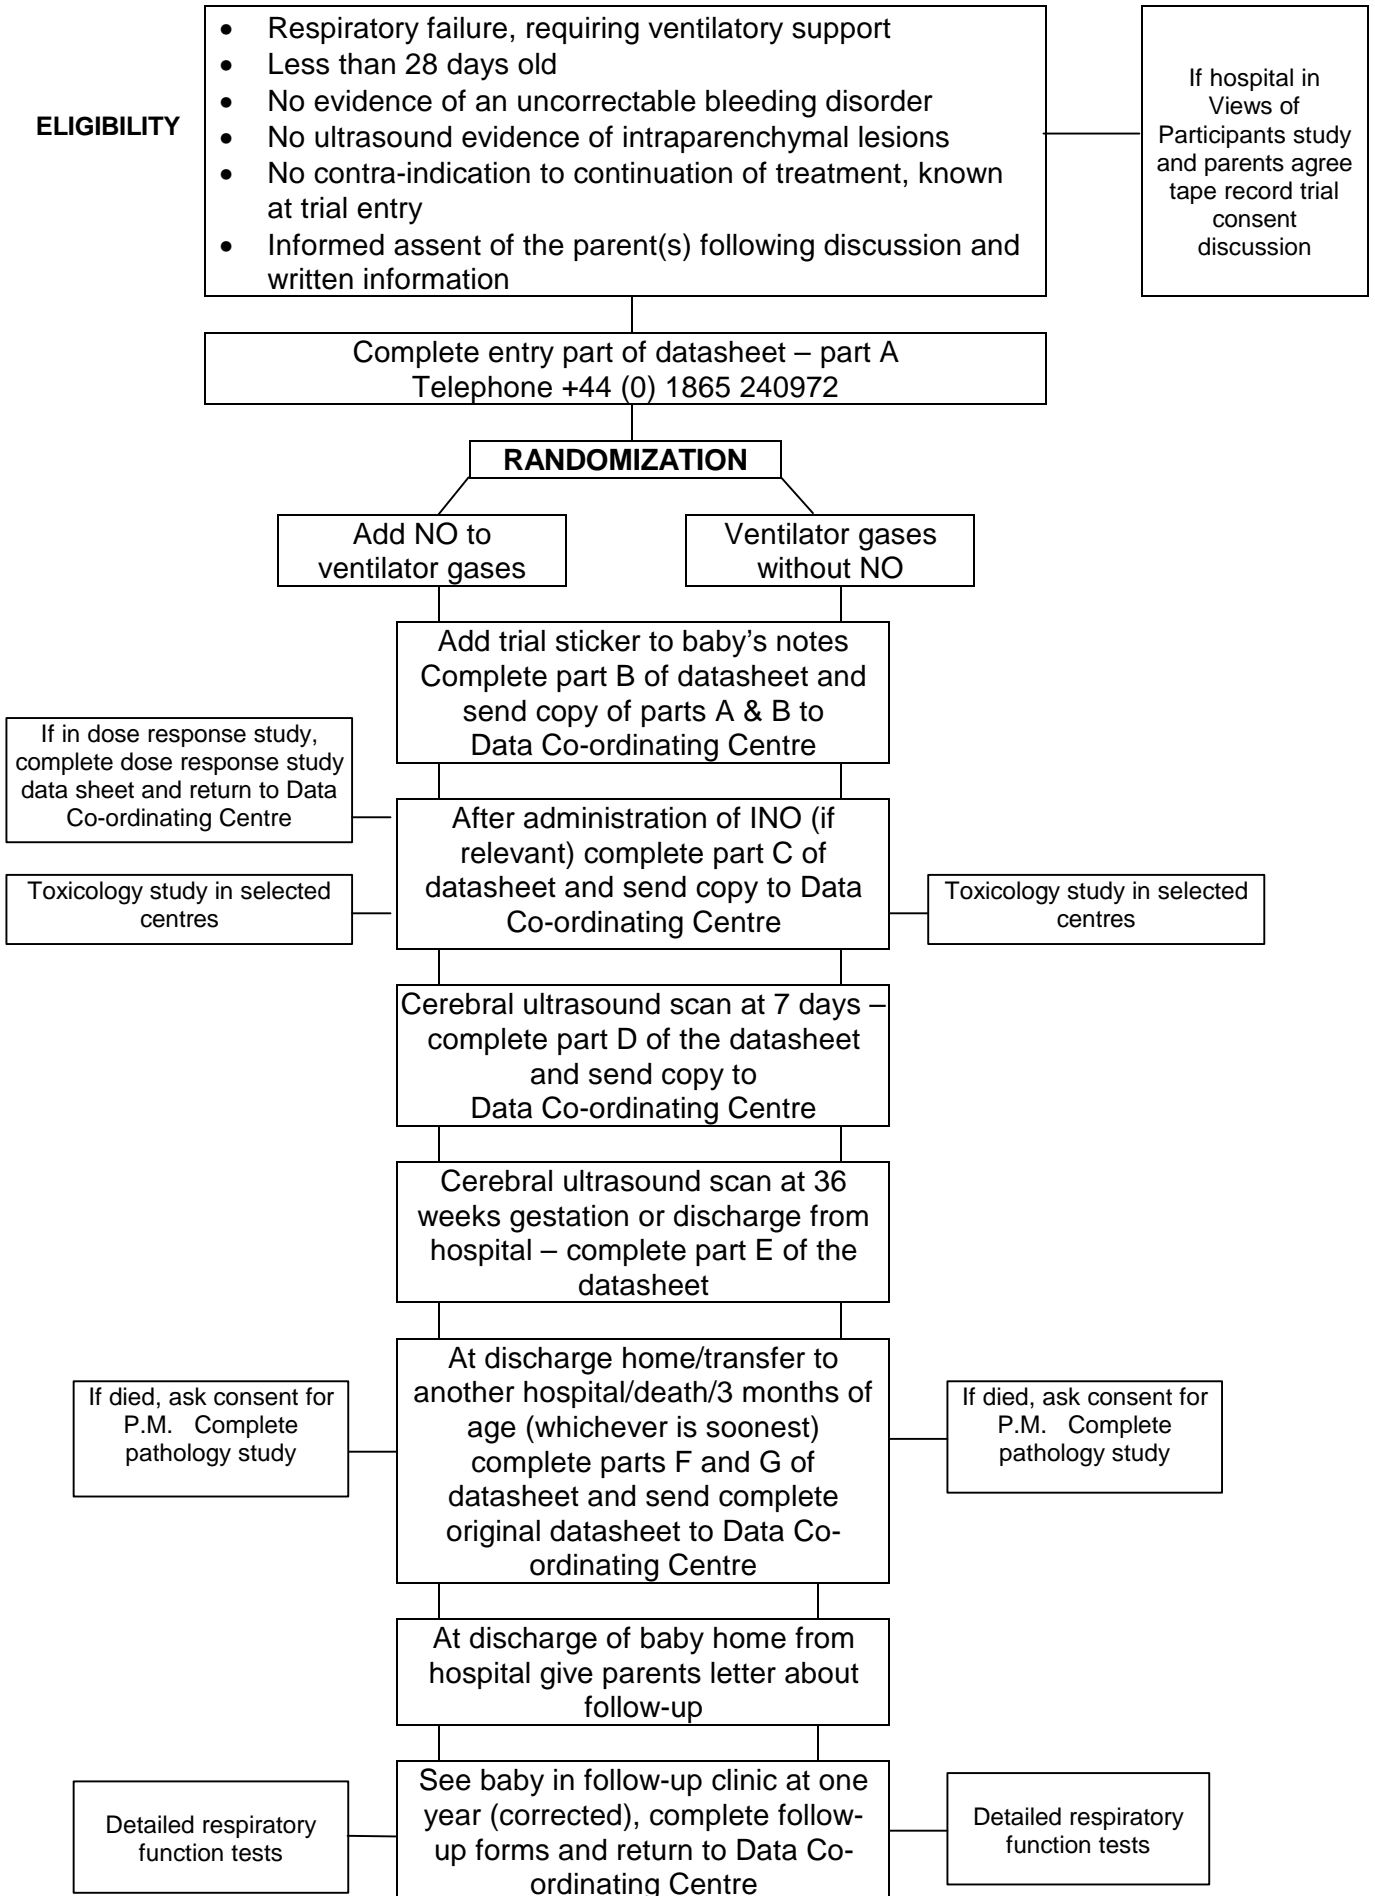 ELIGIBILITY
• Respiratory failure, requiring ventilatory support
• Less than 28 days old
• No evidence of an uncorrectable bleeding disorder
• No ultrasound evidence of intraparenchymal lesions
• No contra-indication to continuation of treatment, known
at trial entry
• Informed assent of the parent(s) following discussion and
written information
If hospital in
Views of
Participants study
and parents agree
tape record trial
consent
discussion
Complete entry part of datasheet – part A
Telephone +44 (0) 1865 240972
RANDOMIZATION
Add NO to
ventilator gases
Ventilator gases
without NO
Add trial sticker to baby’s notes
Complete part B of datasheet and
send copy of parts A & B to
Data Co-ordinating Centre
If in dose response study,
complete dose response study
data sheet and return to Data
Co-ordinating Centre
After administration of INO (if
relevant) complete part C of
datasheet and send copy to Data
Co-ordinating Centre
Toxicology study in selected
centres
Toxicology study in selected
centres
Cerebral ultrasound scan at 7 days –
complete part D of the datasheet
and send copy to
Data Co-ordinating Centre
Cerebral ultrasound scan at 36
weeks gestation or discharge from
hospital – complete part E of the
datasheet
At discharge home/transfer to
another hospital/death/3 months of
age (whichever is soonest)
complete parts F and G of
datasheet and send complete
original datasheet to Data Co-
ordinating Centre
If died, ask consent for
P.M. Complete
pathology study
If died, ask consent for
P.M. Complete
pathology study
At discharge of baby home from
hospital give parents letter about
follow-up
See baby in follow-up clinic at one
year (corrected), complete follow-
up forms and return to Data Co-
ordinating Centre
Detailed respiratory
function tests
Detailed respiratory
function tests